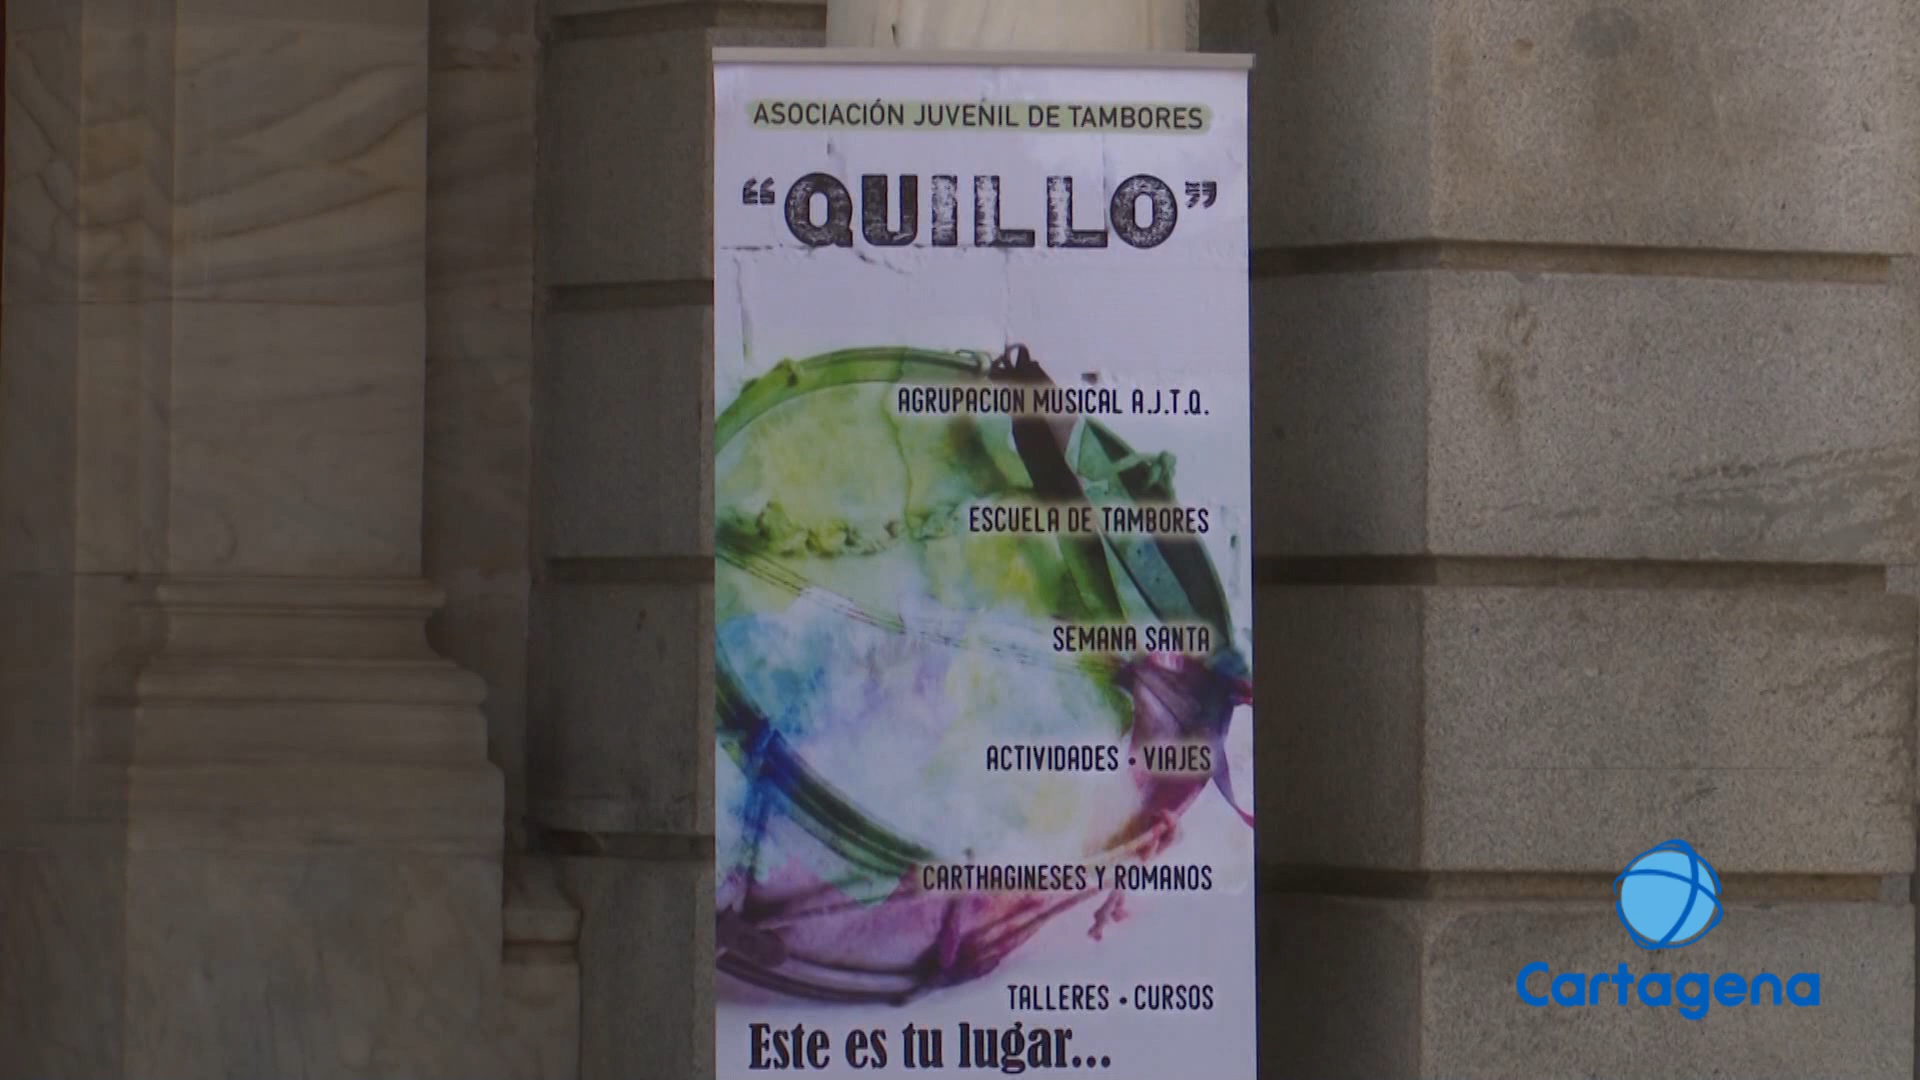 ASOCIACIÓN JUVENIL DE TAMBORES
“QUILLO”
AGRUPACION MUSICAL A.J.T.Q.
ESCUELA DE TAMBORES
SEMANA SANTA
ACTIVIDADES • VIAJES
CARTHAGINESES Y ROMANOS
TALLERES • CURSOS
Este es tu lugar...
Cartagena